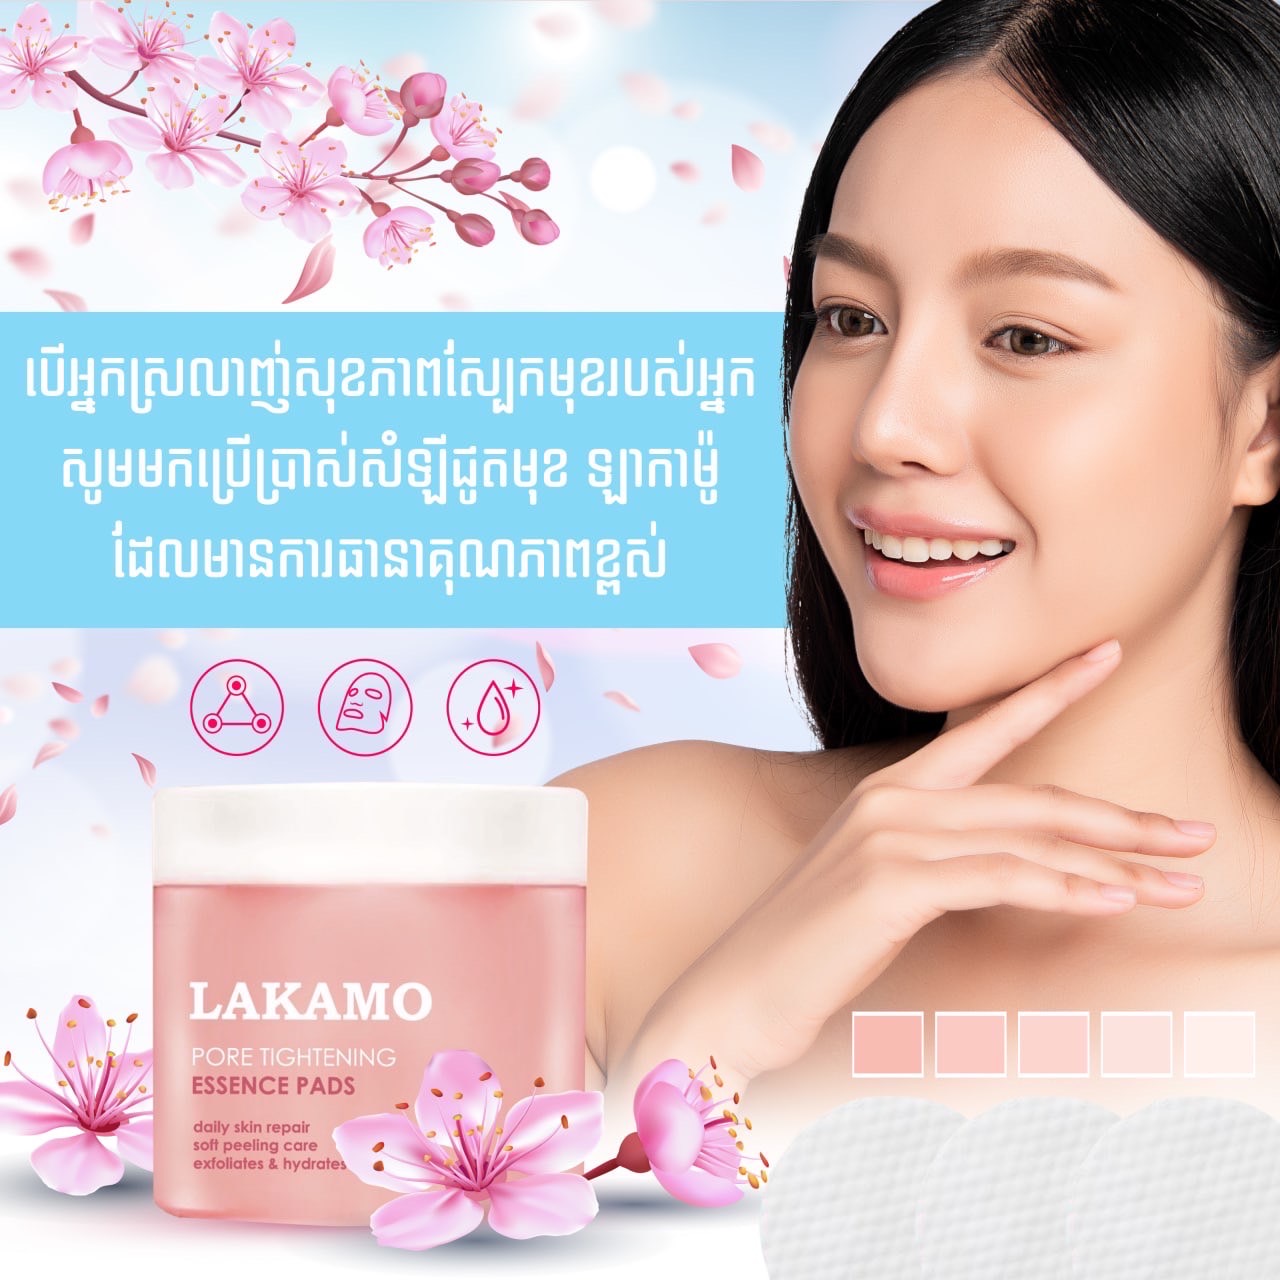 បើអ្នកស្រលាញ់សុខភាពស្បែកមុខរបស់អ្នក
សូមមកប្រើប្រាស់សំឡីជូតមុខ ឡាកាម៉ូ
ដែលមានការធានាគុណភាពខ្ពស់
LAKAMO
PORE TIGHTENING
ESSENCE PADS
daily skin repair
soft peeling care
exfoliates & hydrates